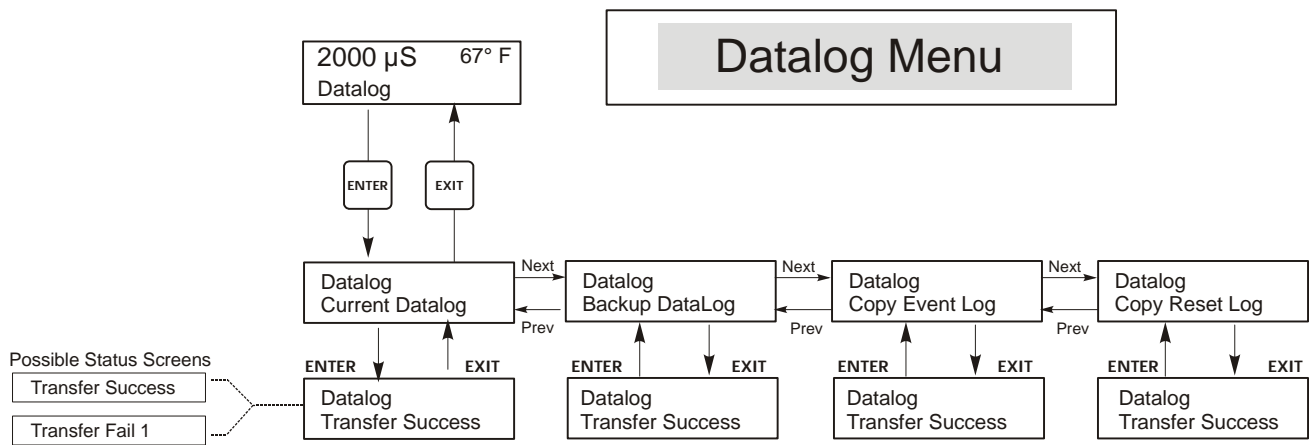 2000 µS 67° F
Datalog
Datalog Menu
ENTER
EXIT
Datalog
Current Datalog
Next
Prev
Datalog
Backup DataLog
Next
Prev
Datalog
Copy Event Log
Next
Prev
Datalog
Copy Reset Log
Possible Status Screens
Transfer Success
Transfer Fail 1
ENTER
EXIT
Datalog
Transfer Success
ENTER
EXIT
Datalog
Transfer Success
ENTER
EXIT
Datalog
Transfer Success
ENTER
EXIT
Datalog
Transfer Success